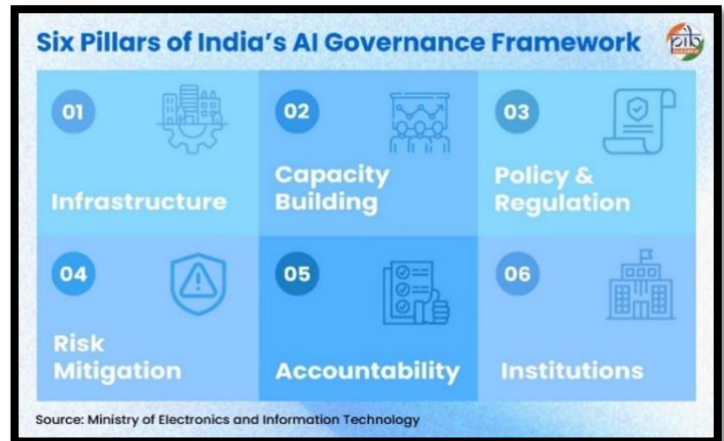 Six Pillars of India's AI Governance Framework
pib
01
Infrastructure
02
Capacity
Building
03
Policy &
Regulation
04
Risk
Mitigation
05
Accountability
06
Institutions
Source: Ministry of Electronics and Information Technology